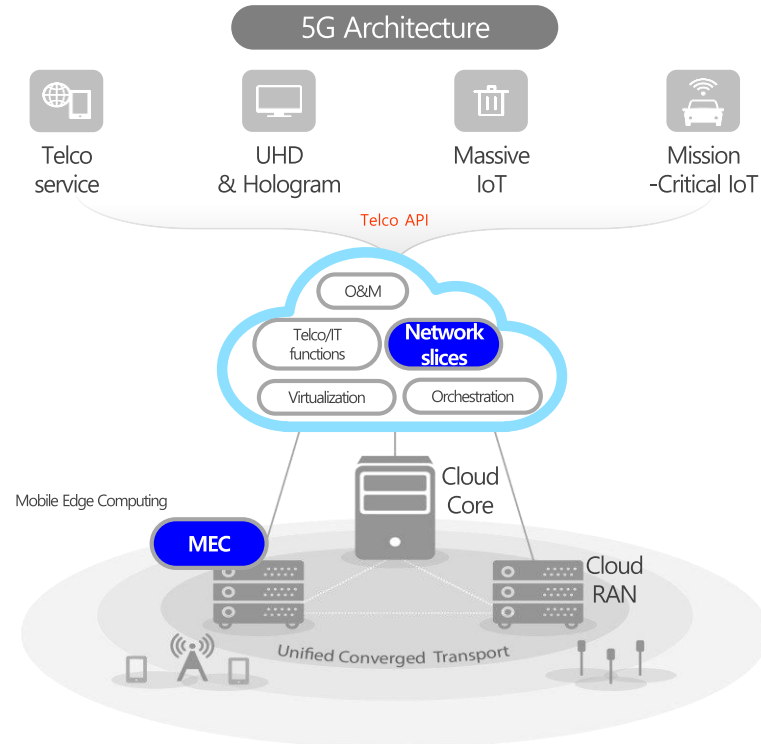 5G Architecture
Telco
service
UHD
& Hologram
Massive
IoT
Mission
-Critical IoT
Telco API
O&M
Telco/IT
functions
Network
slices
Virtualization
Orchestration
Cloud
Core
Mobile Edge Computing
MEC
Cloud
RAN
Unified Converged Transport